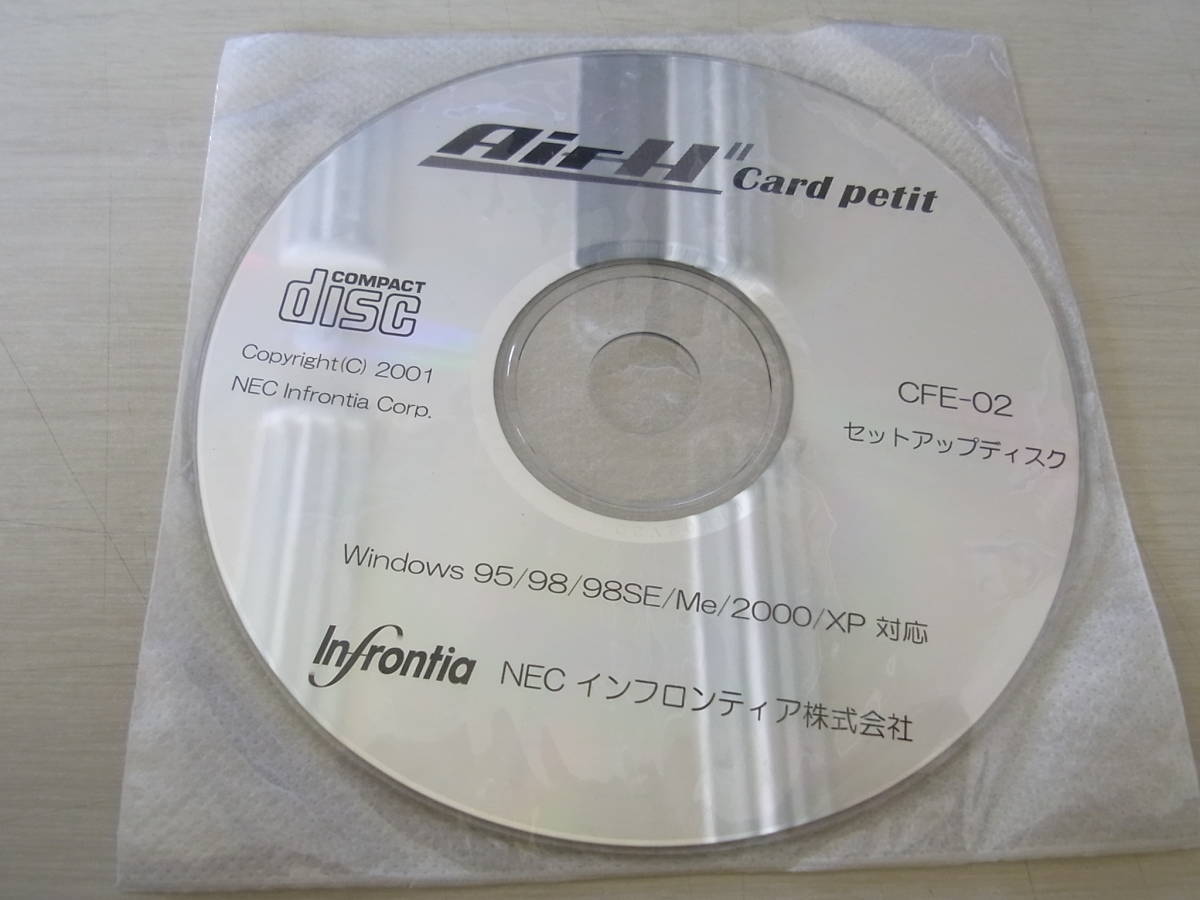 AirH" Card petit
COMPACT
disc
Copyright(C) 2001
NEC Infrontia Corp.
CFE-02
セットアップディスク
Windows 95/98/98SE/Me/2000/XP 対応
Infrontia NEC インフロンティア株式会社